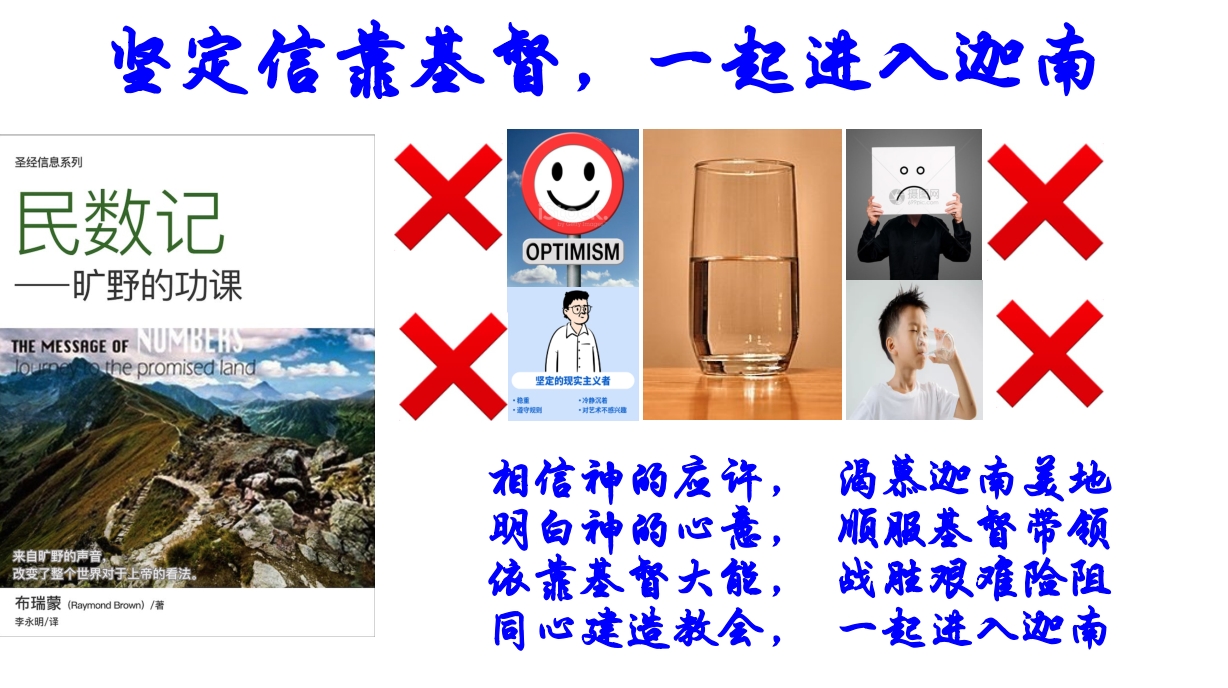 坚定信靠基督，一起进入迦南
圣经信息系列
民数记
——旷野的功课
THE MESSAGE OF NUMBERS
Journey to the promised land
来自旷野的声音，
改变了整个世界对于上帝的看法。
布瑞蒙（Raymond Brown）/著
李永明/译
OPTIMISM
坚定的现实主义者
•稳重 •冷静沉着
•遵守规则 •对艺术不感兴趣
摄图网
相信神的应许， 渴慕迦南美地
明白神的心意， 顺服基督带领
依靠基督大能， 战胜艰难险阻
同心建造教会， 一起进入迦南